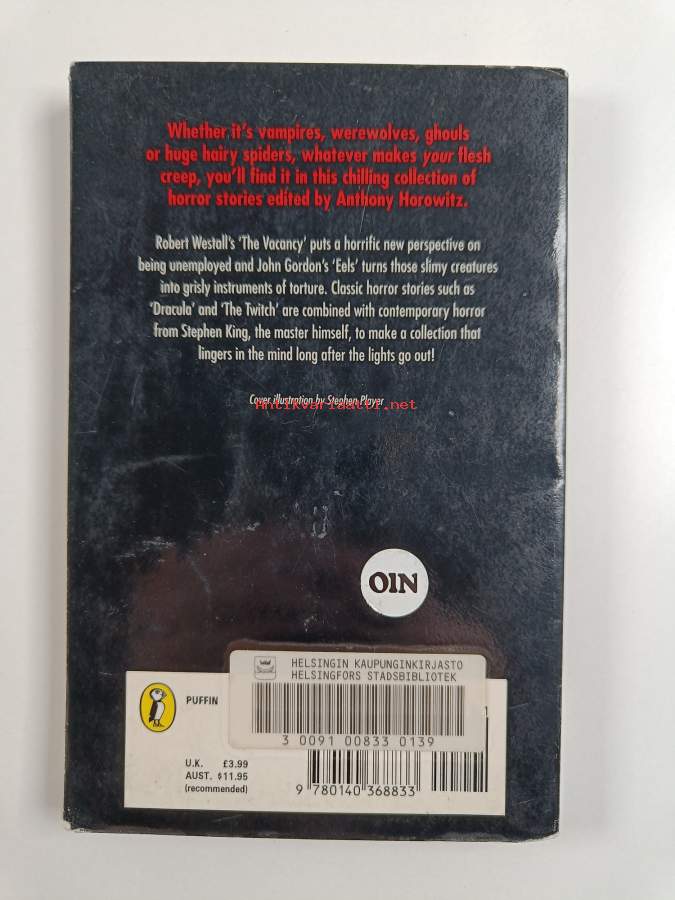 Whether it's vampires, werewolves, ghouls
or huge hairy spiders, whatever makes your flesh
creep, you'll find it in this chilling collection of
horror stories edited by Anthony Horowitz.
Robert Westall's 'The Vacancy' puts a horrific new perspective on
being unemployed and John Gordon's 'Eels' turns those slimy creatures
into grisly instruments of torture. Classic horror stories such as
'Dracula' and 'The Twitch' are combined with contemporary horror
from Stephen King, the master himself, to make a collection that
lingers in the mind long after the lights go out!
Cover illustration by Stephen Player
Antikvariaatti.net
NIO
HELSINGIN KAUPUNGINKIRJASTO
HELSINGFORS STADSBIBLIOTEK
PUFFIN
3 0091 00833 0139
U.K. £3.99
AUST. $11.95
(recommended)
9 780140 368833